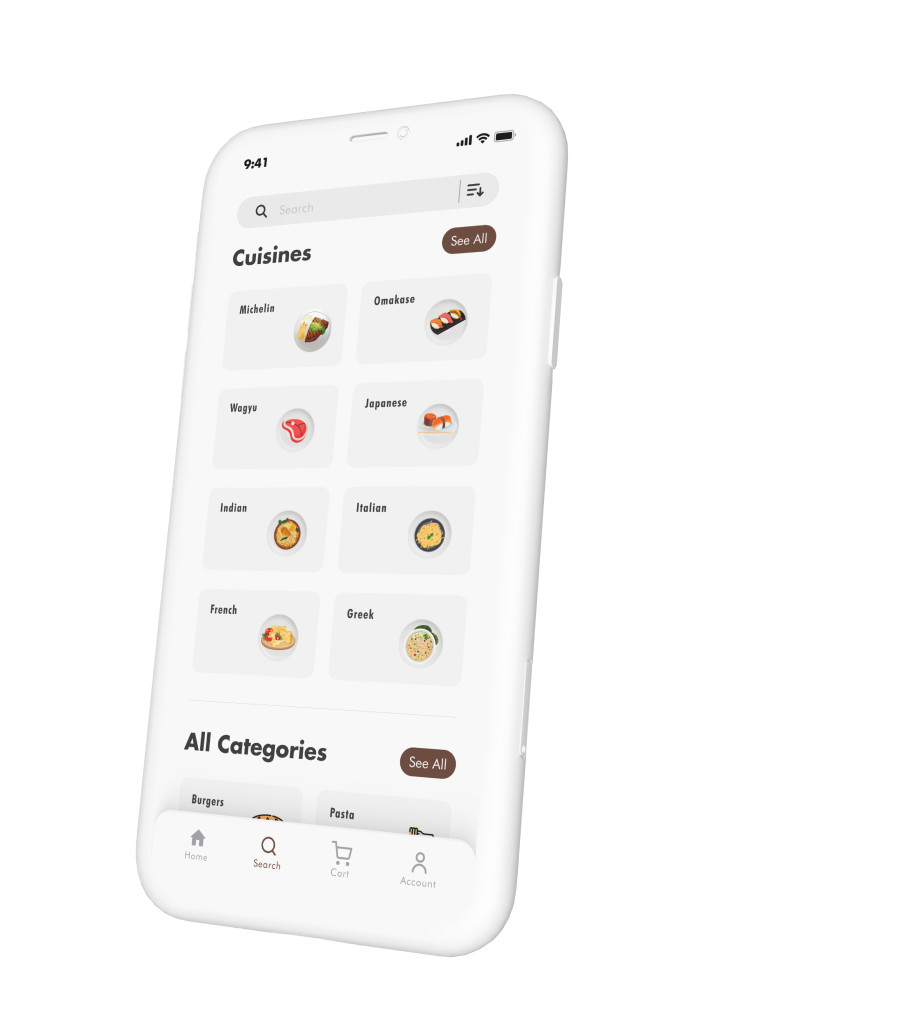 9:41
Search
Cuisines
See All
Michelin
Omakase
Wagyu
Japanese
Indian
Italian
French
Greek
All Categories
See All
Burgers
Pasta
Home
Search
Cart
Account